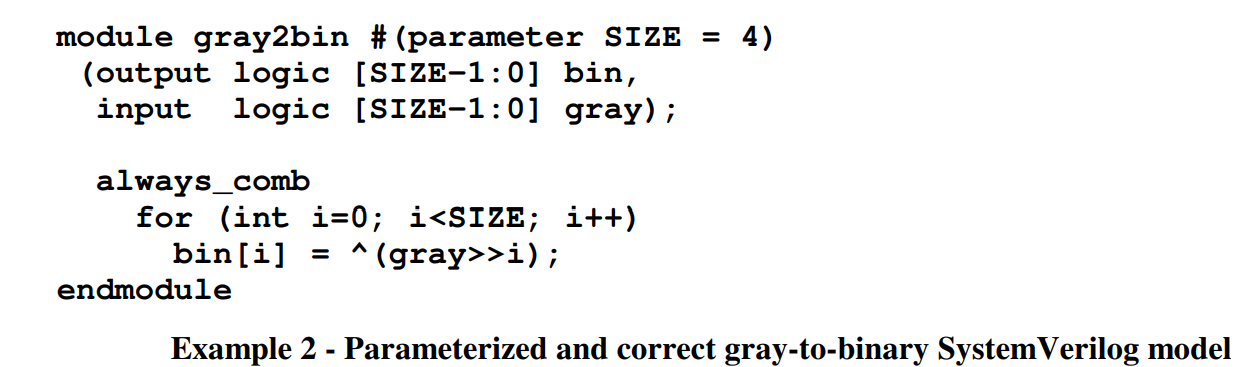 module gray2bin #(parameter SIZE = 4)
(output logic [SIZE-1:0] bin,
input logic [SIZE-1:0] gray);
always_comb
for (int i=0; i<SIZE; i++)
bin[i] = ^(gray>>i);
endmodule
Example 2 - Parameterized and correct gray-to-binary SystemVerilog model